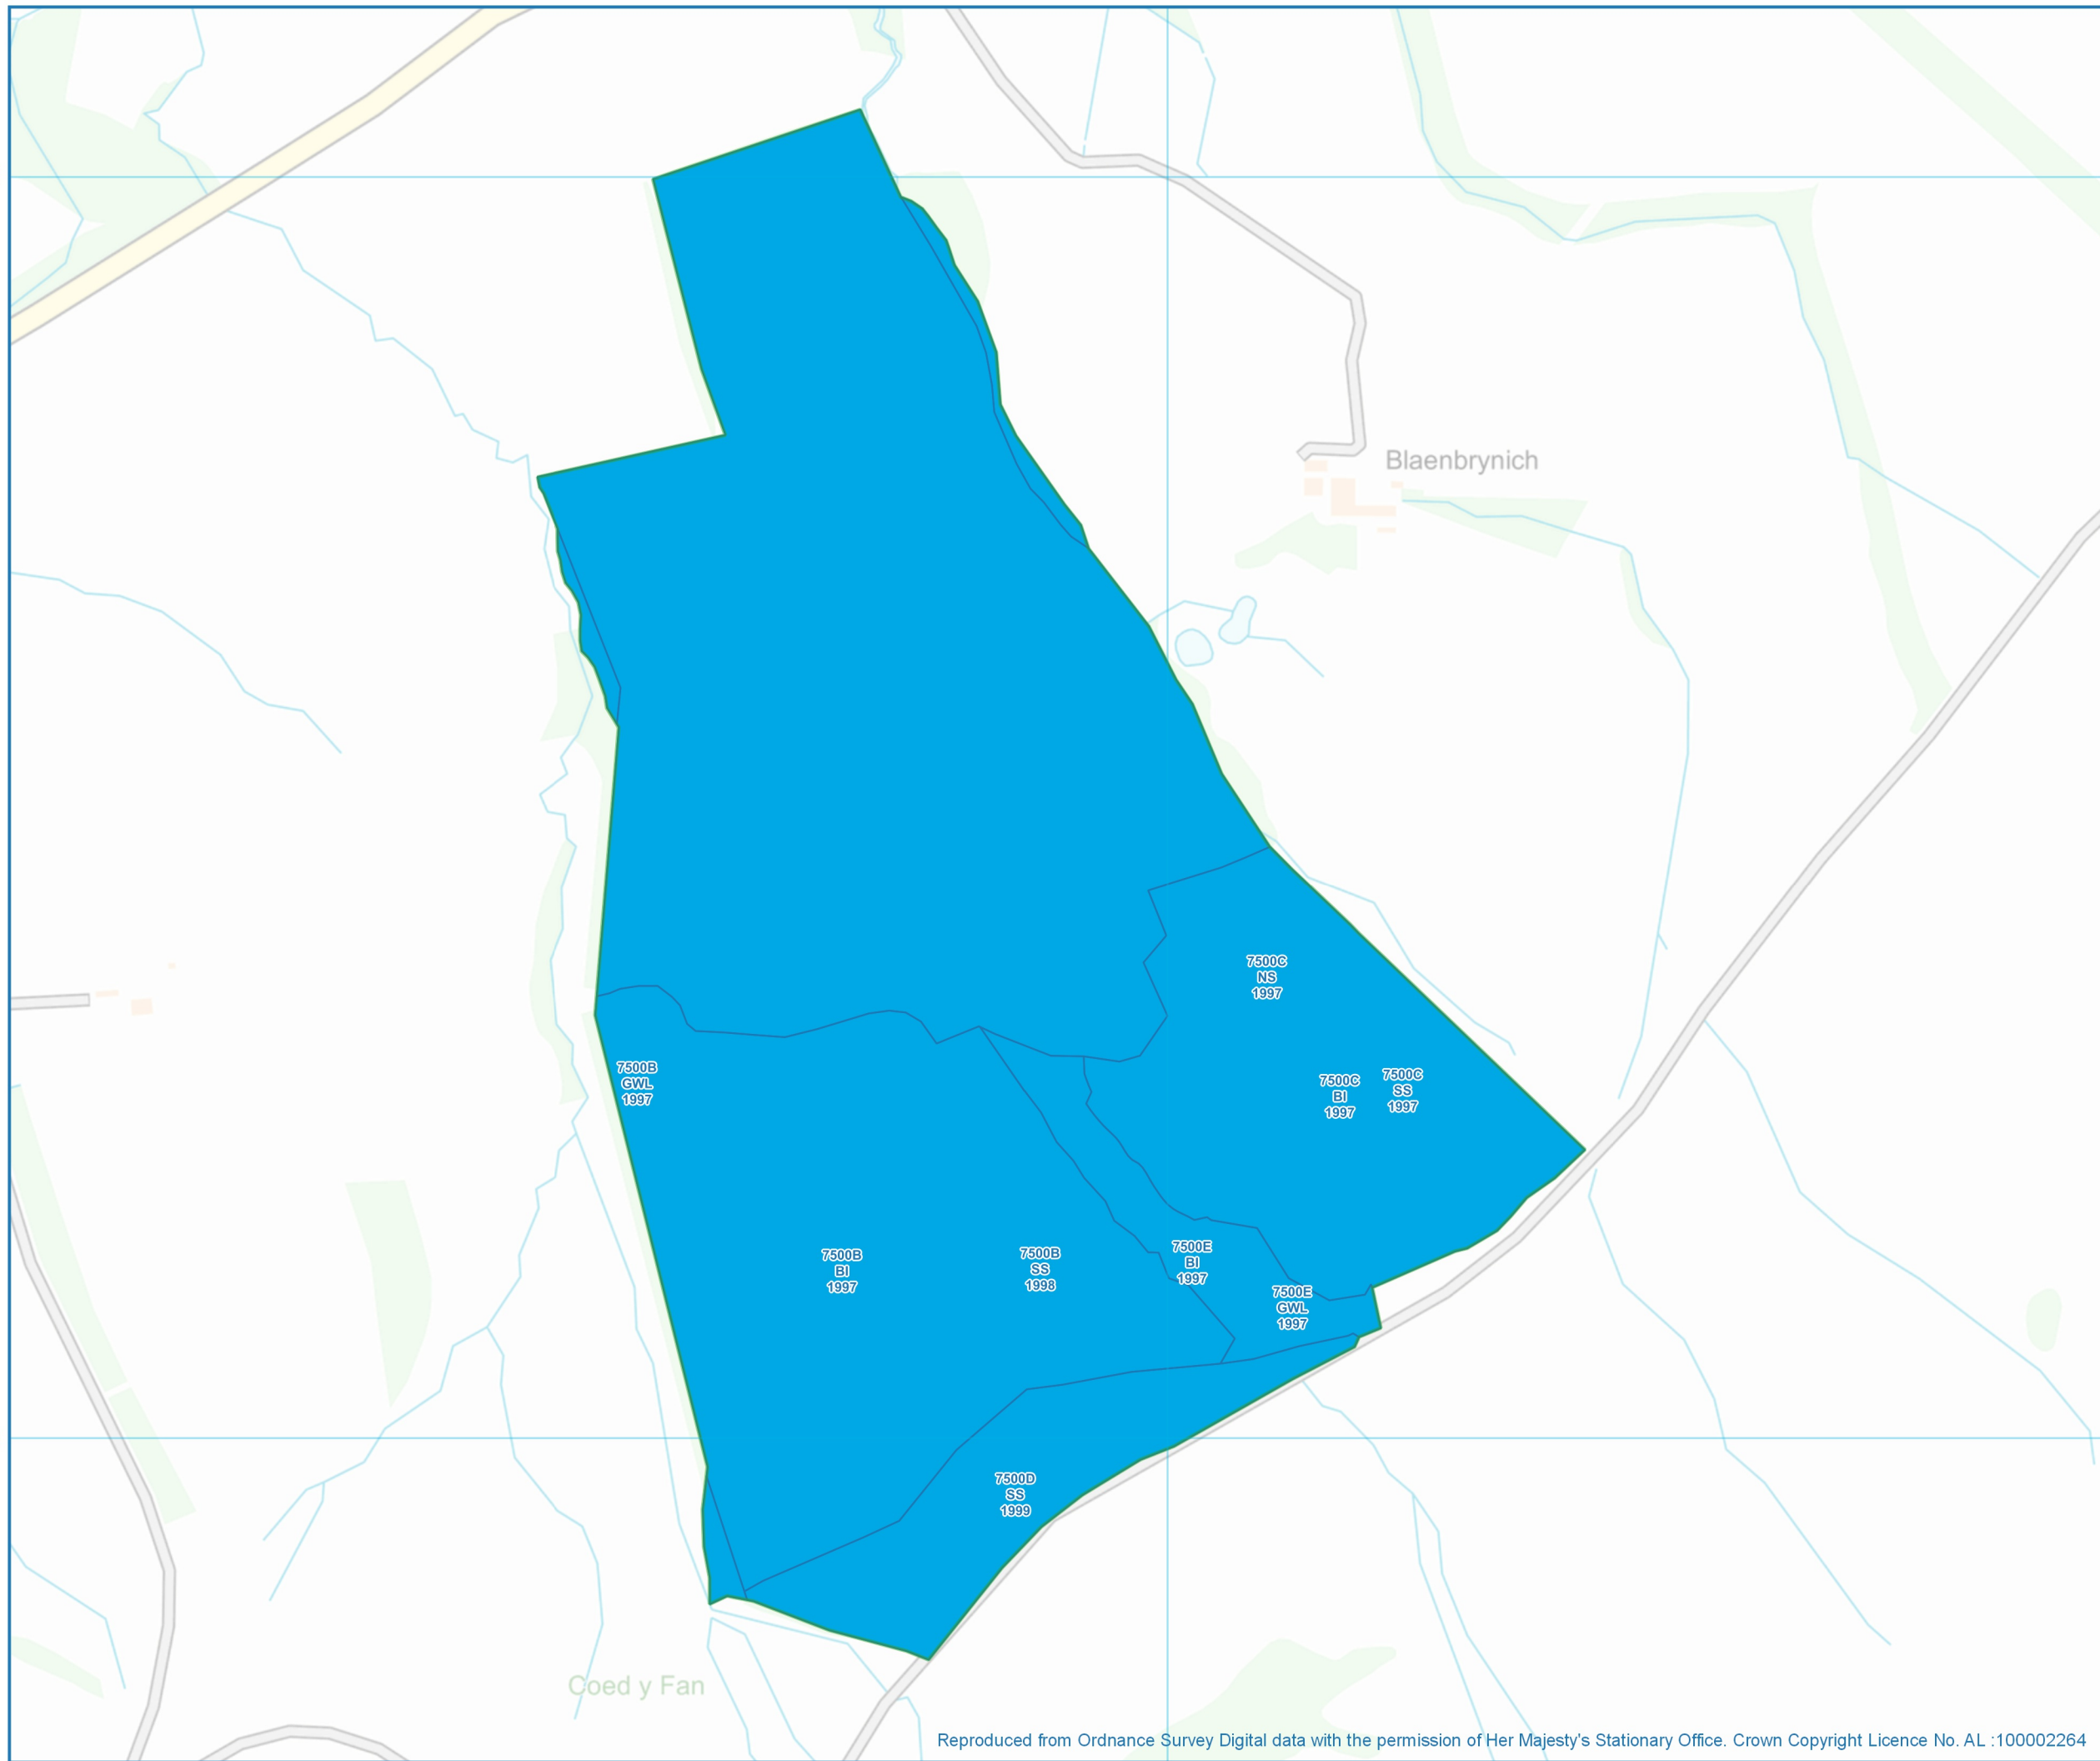 Blaenbrynich
7500C
NS
1997
7500B
GWL
1997
7500C
BI
1997
7500C
SS
1997
7500B
BI
1997
7500B
SS
1998
7500E
BI
1997
7500E
GWL
1997
7500D
SS
1999
Coed y Fan
Reproduced from Ordnance Survey Digital data with the permission of Her Majesty's Stationary Office. Crown Copyright Licence No. AL :100002264